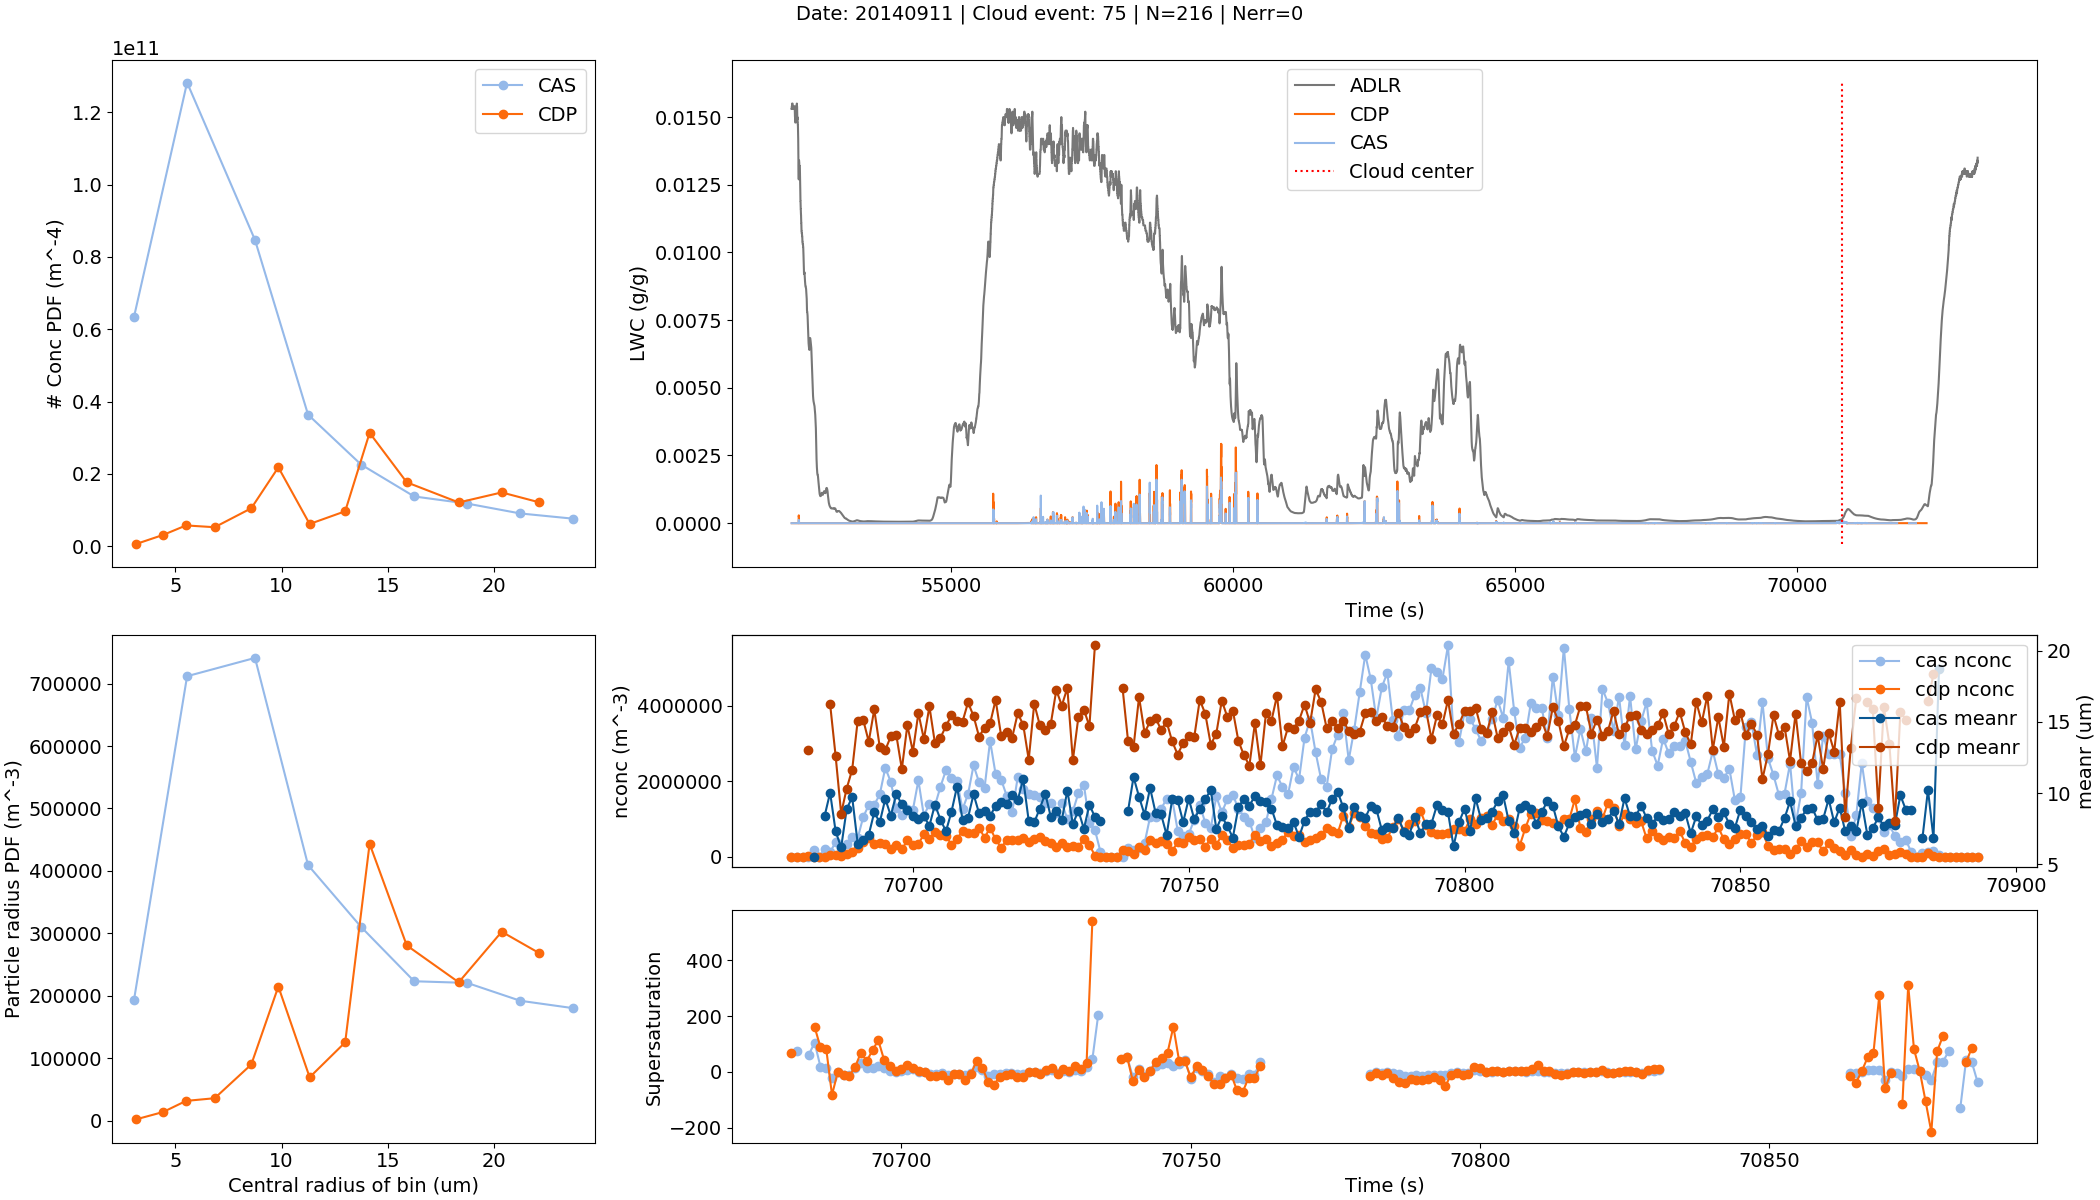 Date: 20140911 | Cloud event: 75 | N=216 | Nerr=0
1e11
CAS
CDP
1.2
1.0
0.8
0.6
0.4
0.2
0.0
# Conc PDF (m^-4)
5 10 15 20
ADLR
CDP
CAS
Cloud center
0.0150
0.0125
0.0100
0.0075
0.0050
0.0025
0.0000
LWC (g/g)
55000 60000 65000 70000
Time (s)
700000
600000
500000
400000
300000
200000
100000
0
Particle radius PDF (m^-3)
5 10 15 20
Central radius of bin (um)
cas nconc
cdp nconc
cas meanr
cdp meanr
4000000
2000000
0
nconc (m^-3)
20
15
10
5
meanr (um)
70700 70750 70800 70850 70900
400
200
0
−200
Supersaturation
70700 70750 70800 70850
Time (s)